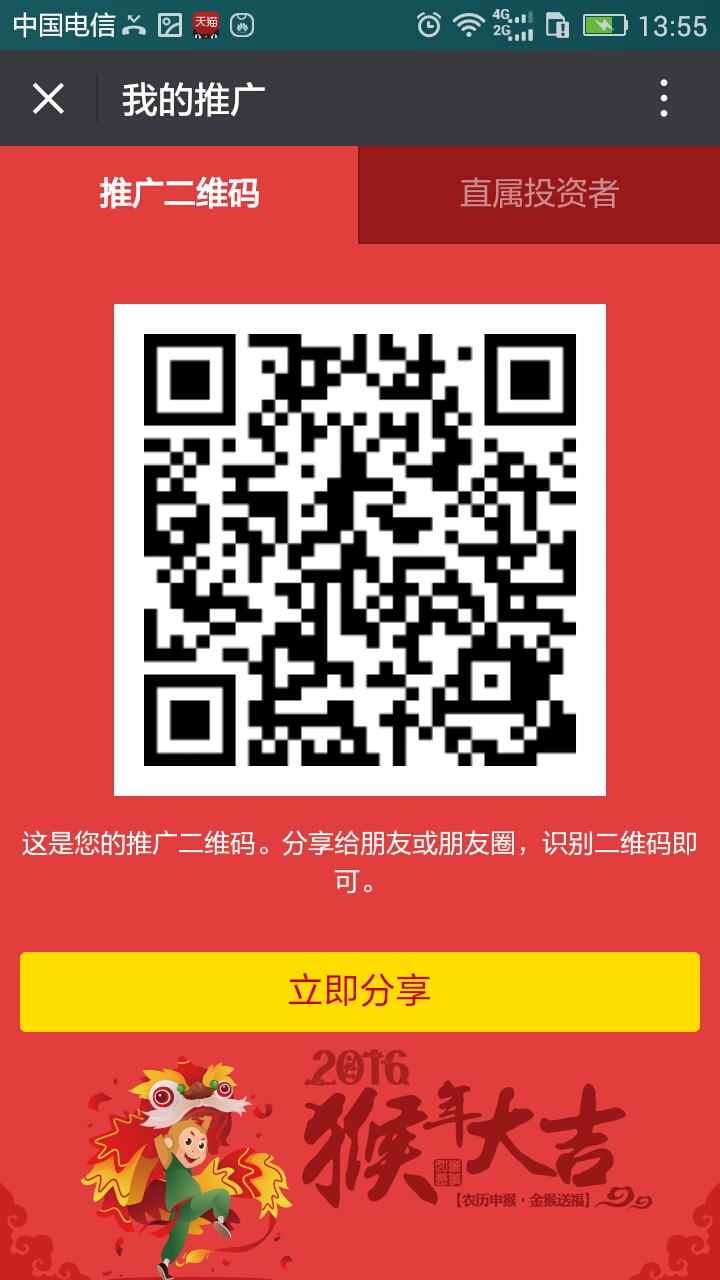 中国电信 天猫 4G 2G 13:55
我的推广
推广二维码 直属投资者
这是您的推广二维码。分享给朋友或朋友圈，识别二维码即
可。
立即分享
2016
猴年大吉
【农历申猴·金猴送福】